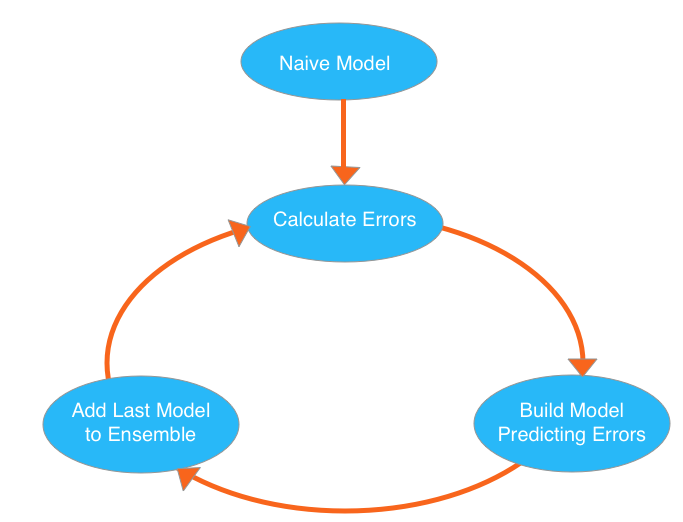 Naive Model
Calculate Errors
Add Last Model
to Ensemble
Build Model
Predicting Errors